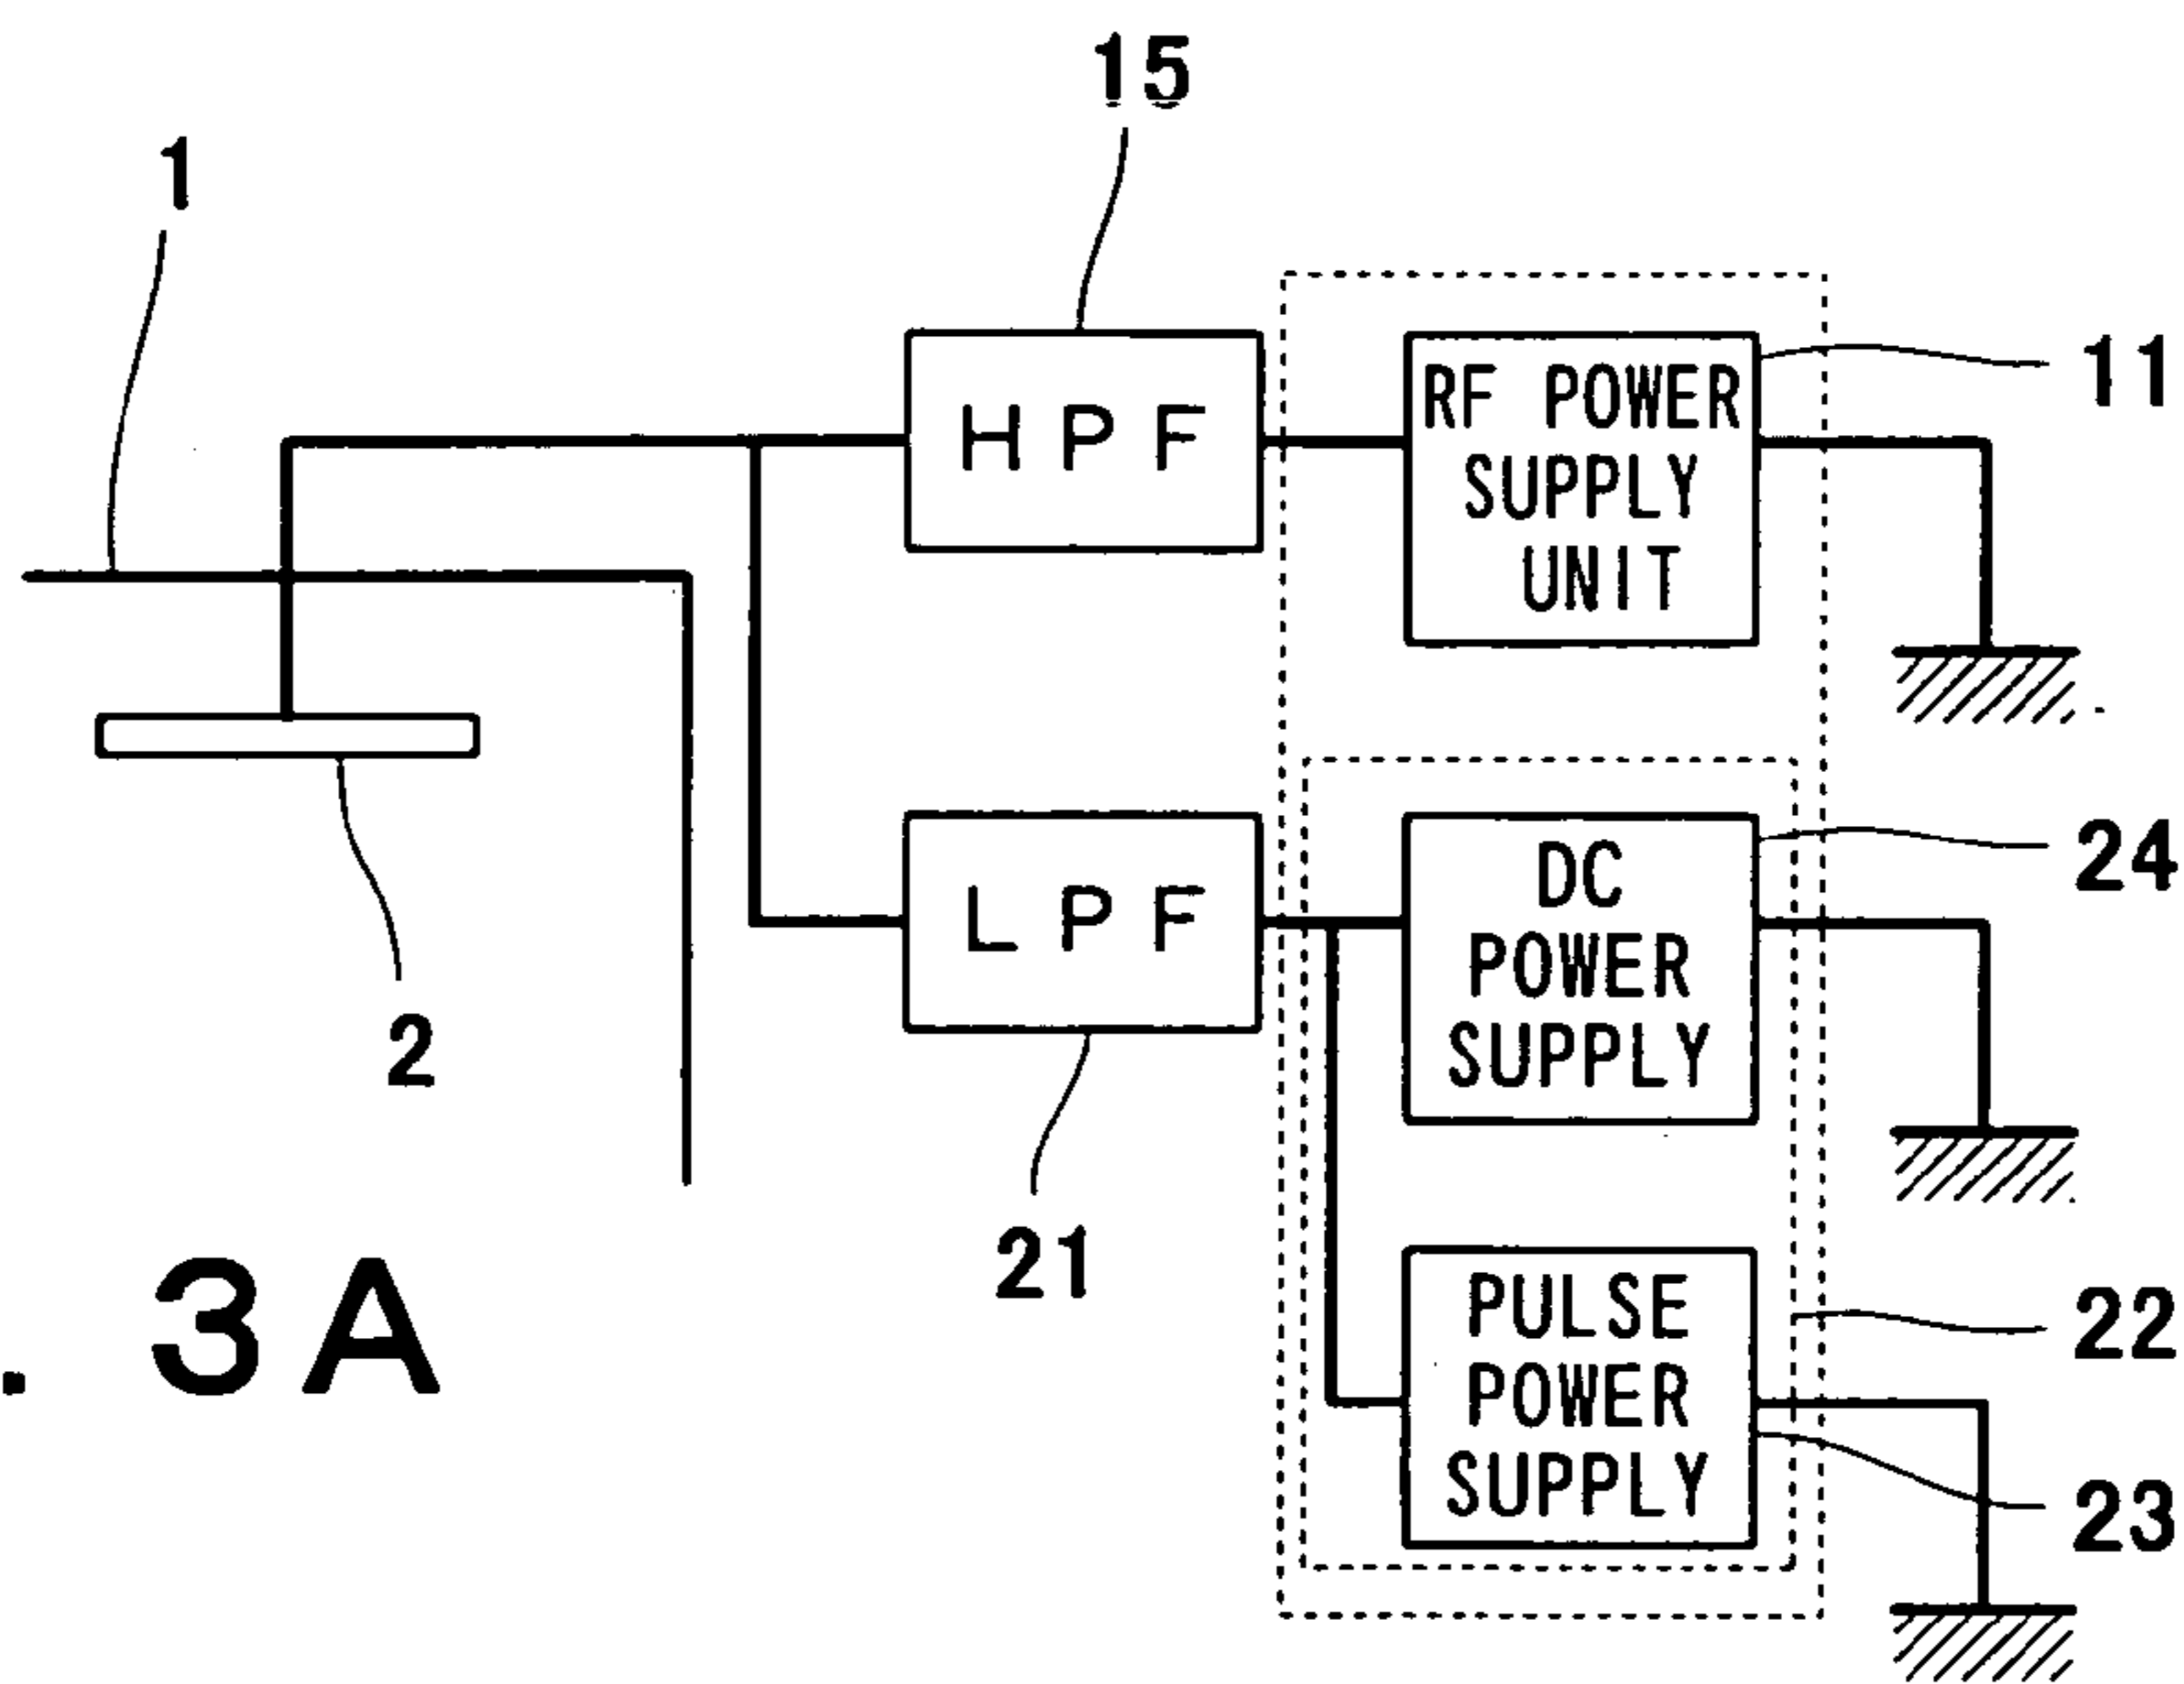 15
1
HPF
RF POWER
SUPPLY
UNIT
11
2
LPF
DC
POWER
SUPPLY
24
21
. 3A
PULSE
POWER
SUPPLY
22
23